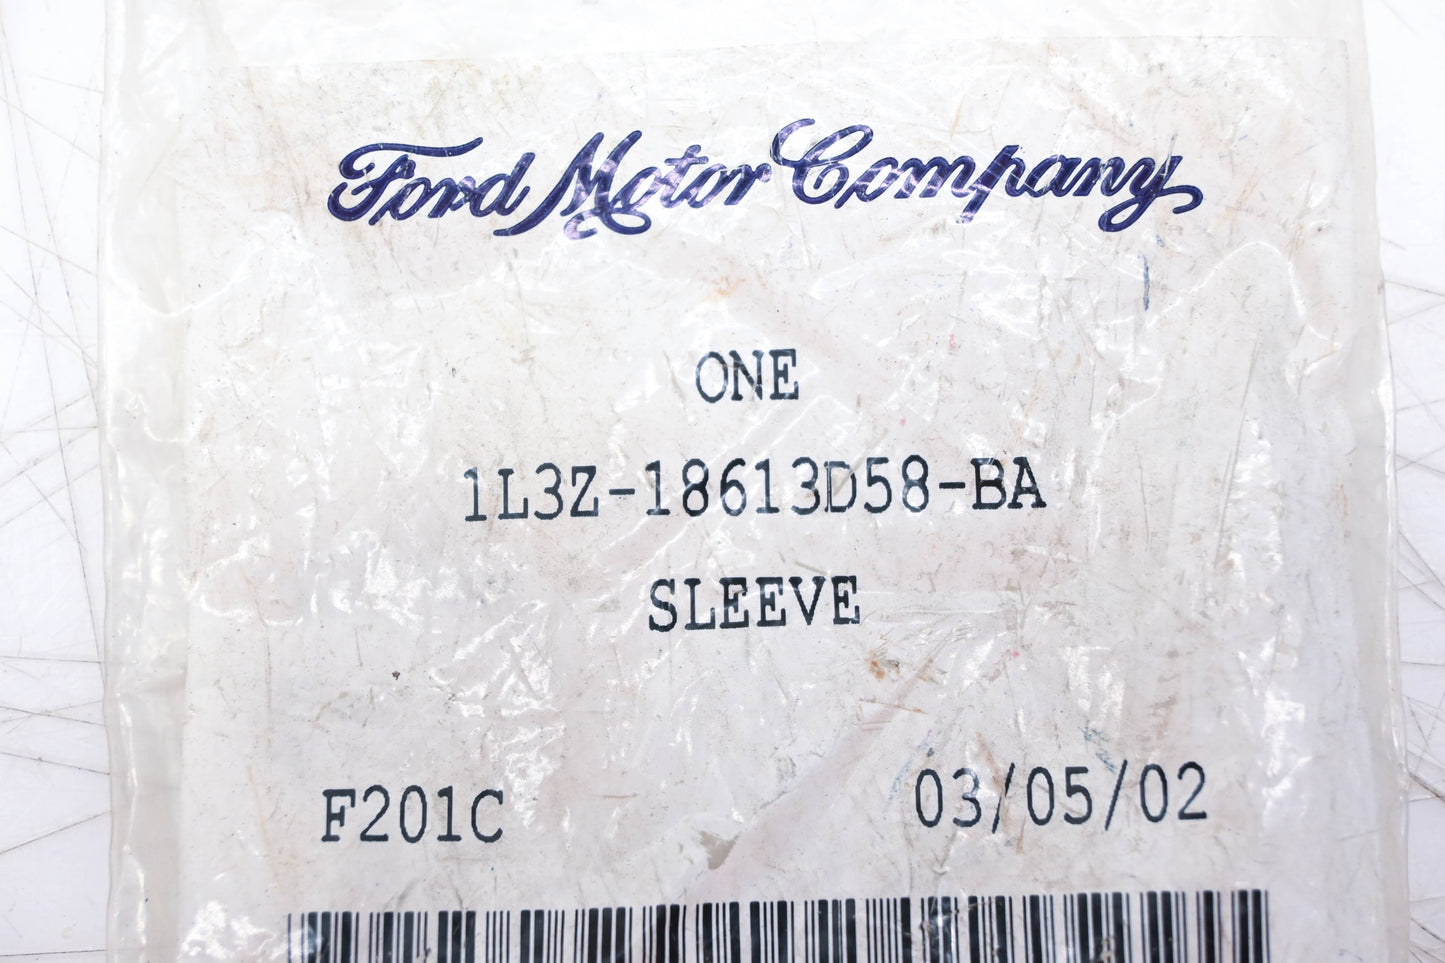 Ford Motor Company
ONE
1L3Z-18613D58-BA
SLEEVE
F201C 03/05/02